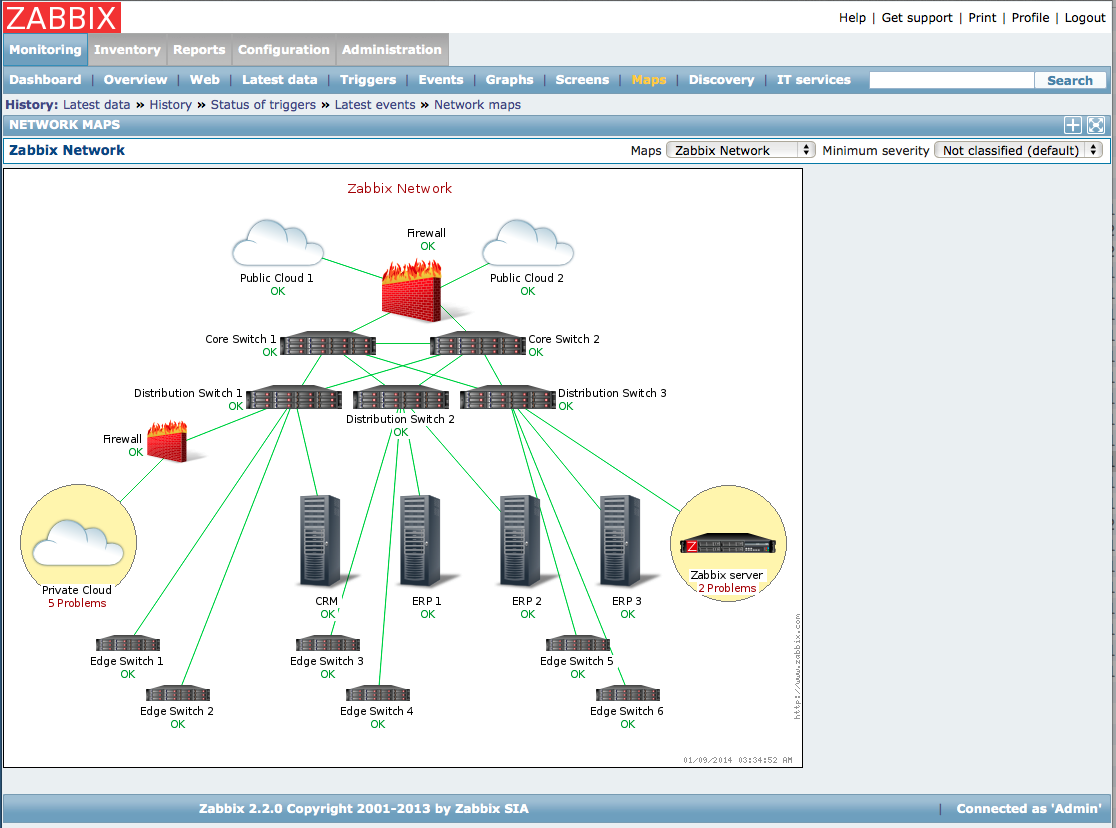 ZABBIX
Help | Get support | Print | Profile | Logout
Monitoring Inventory Reports Configuration Administration
Dashboard | Overview | Web | Latest data | Triggers | Events | Graphs | Screens | Maps | Discovery | IT services Search
History: Latest data » History » Status of triggers » Latest events » Network maps
NETWORK MAPS
Zabbix Network Maps Zabbix Network Minimum severity Not classified (default)
Zabbix Network
Firewall
OK
Public Cloud 1
OK
Public Cloud 2
OK
Core Switch 1
OK
Core Switch 2
OK
Distribution Switch 1
OK
Distribution Switch 2
OK
Distribution Switch 3
OK
Firewall
OK
Private Cloud
5 Problems
CRM
OK
ERP 1
OK
ERP 2
OK
ERP 3
OK
Z
Zabbix server
2 Problems
Edge Switch 1
OK
Edge Switch 2
OK
Edge Switch 3
OK
Edge Switch 4
OK
Edge Switch 5
OK
Edge Switch 6
OK
http://www.zabbix.com
01/09/2014 03:34:52 AM
Zabbix 2.2.0 Copyright 2001-2013 by Zabbix SIA | Connected as 'Admin'